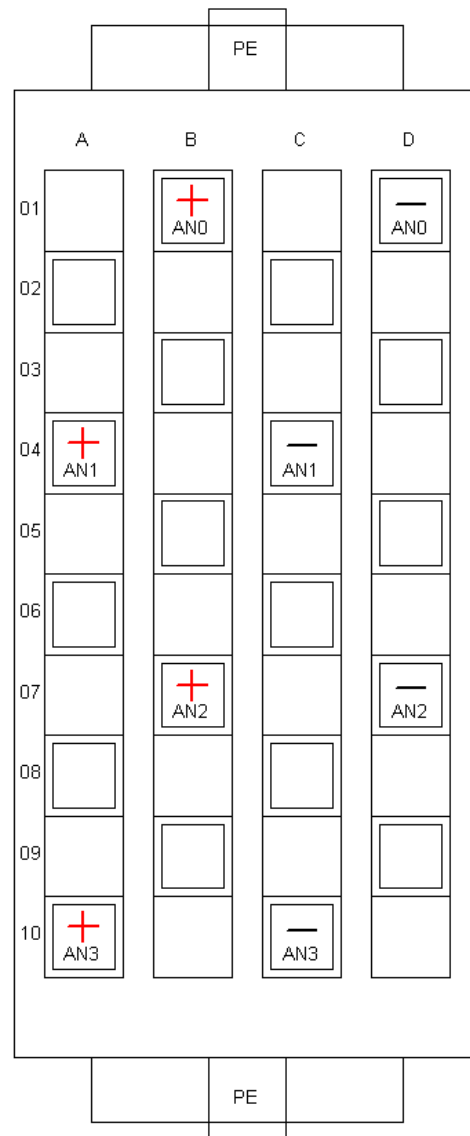 PE
A B C D
01 + AN0 − AN0
02
03
04 + AN1 − AN1
05
06
07 + AN2 − AN2
08
09
10 + AN3 − AN3
PE